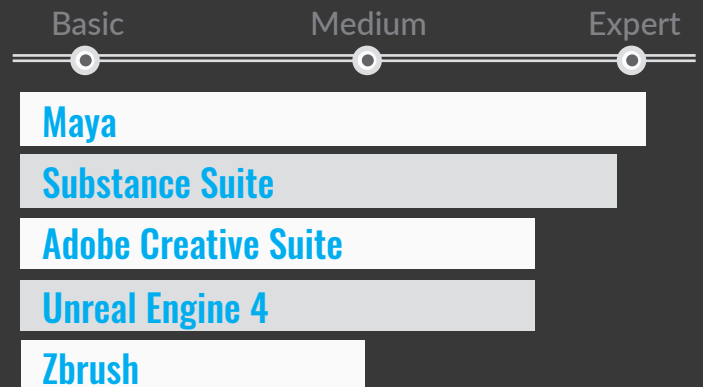 Basic Medium Expert
Maya
Substance Suite
Adobe Creative Suite
Unreal Engine 4
Zbrush